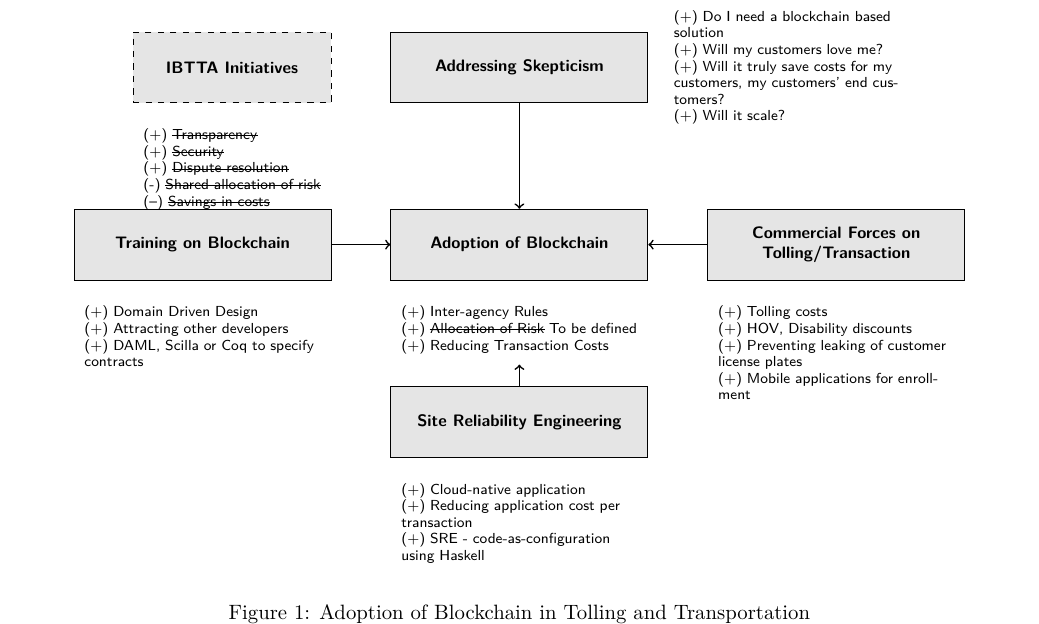 IBTTA Initiatives
(+) Transparency
(+) Security
(+) Dispute resolution
(-) Shared allocation of risk
(–) Savings in costs
Addressing Skepticism
(+) Do I need a blockchain based
solution
(+) Will my customers love me?
(+) Will it truly save costs for my
customers, my customers' end cus-
tomers?
(+) Will it scale?
Training on Blockchain
(+) Domain Driven Design
(+) Attracting other developers
(+) DAML, Scilla or Coq to specify
contracts
Adoption of Blockchain
(+) Inter-agency Rules
(+) Allocation of Risk To be defined
(+) Reducing Transaction Costs
Commercial Forces on
Tolling/Transaction
(+) Tolling costs
(+) HOV, Disability discounts
(+) Preventing leaking of customer
license plates
(+) Mobile applications for enroll-
ment
Site Reliability Engineering
(+) Cloud-native application
(+) Reducing application cost per
transaction
(+) SRE - code-as-configuration
using Haskell
Figure 1: Adoption of Blockchain in Tolling and Transportation